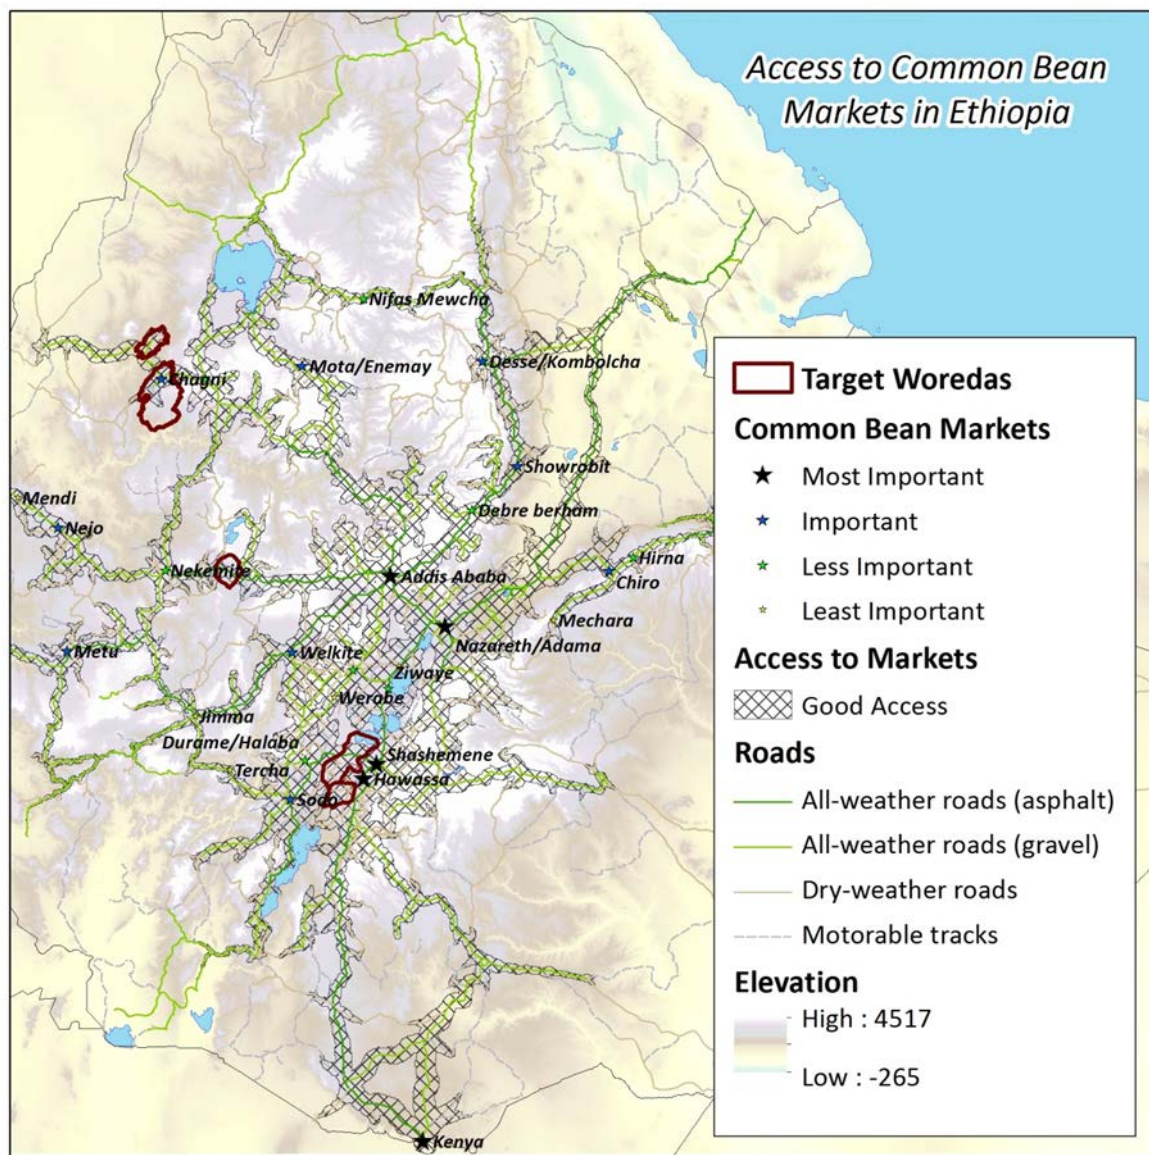 Access to Common Bean
Markets in Ethiopia
Nifas Mewcha
Mota/Enemay
Desse/Kombolcha
Chagni
Showrobit
Mendi
Nejo
Debre berham
Nekemite
Addis Ababa
Hirna
Chiro
Mechara
Nazareth/Adama
Metu
Welkite
Ziwaye
Werabe
Jimma
Durame/Halaba
Tercha
Shashemene
Hawassa
Sodo
Kenya
Target Woredas
Common Bean Markets
Most Important
Important
Less Important
Least Important
Access to Markets
Good Access
Roads
All-weather roads (asphalt)
All-weather roads (gravel)
Dry-weather roads
Motorable tracks
Elevation
High : 4517
Low : -265